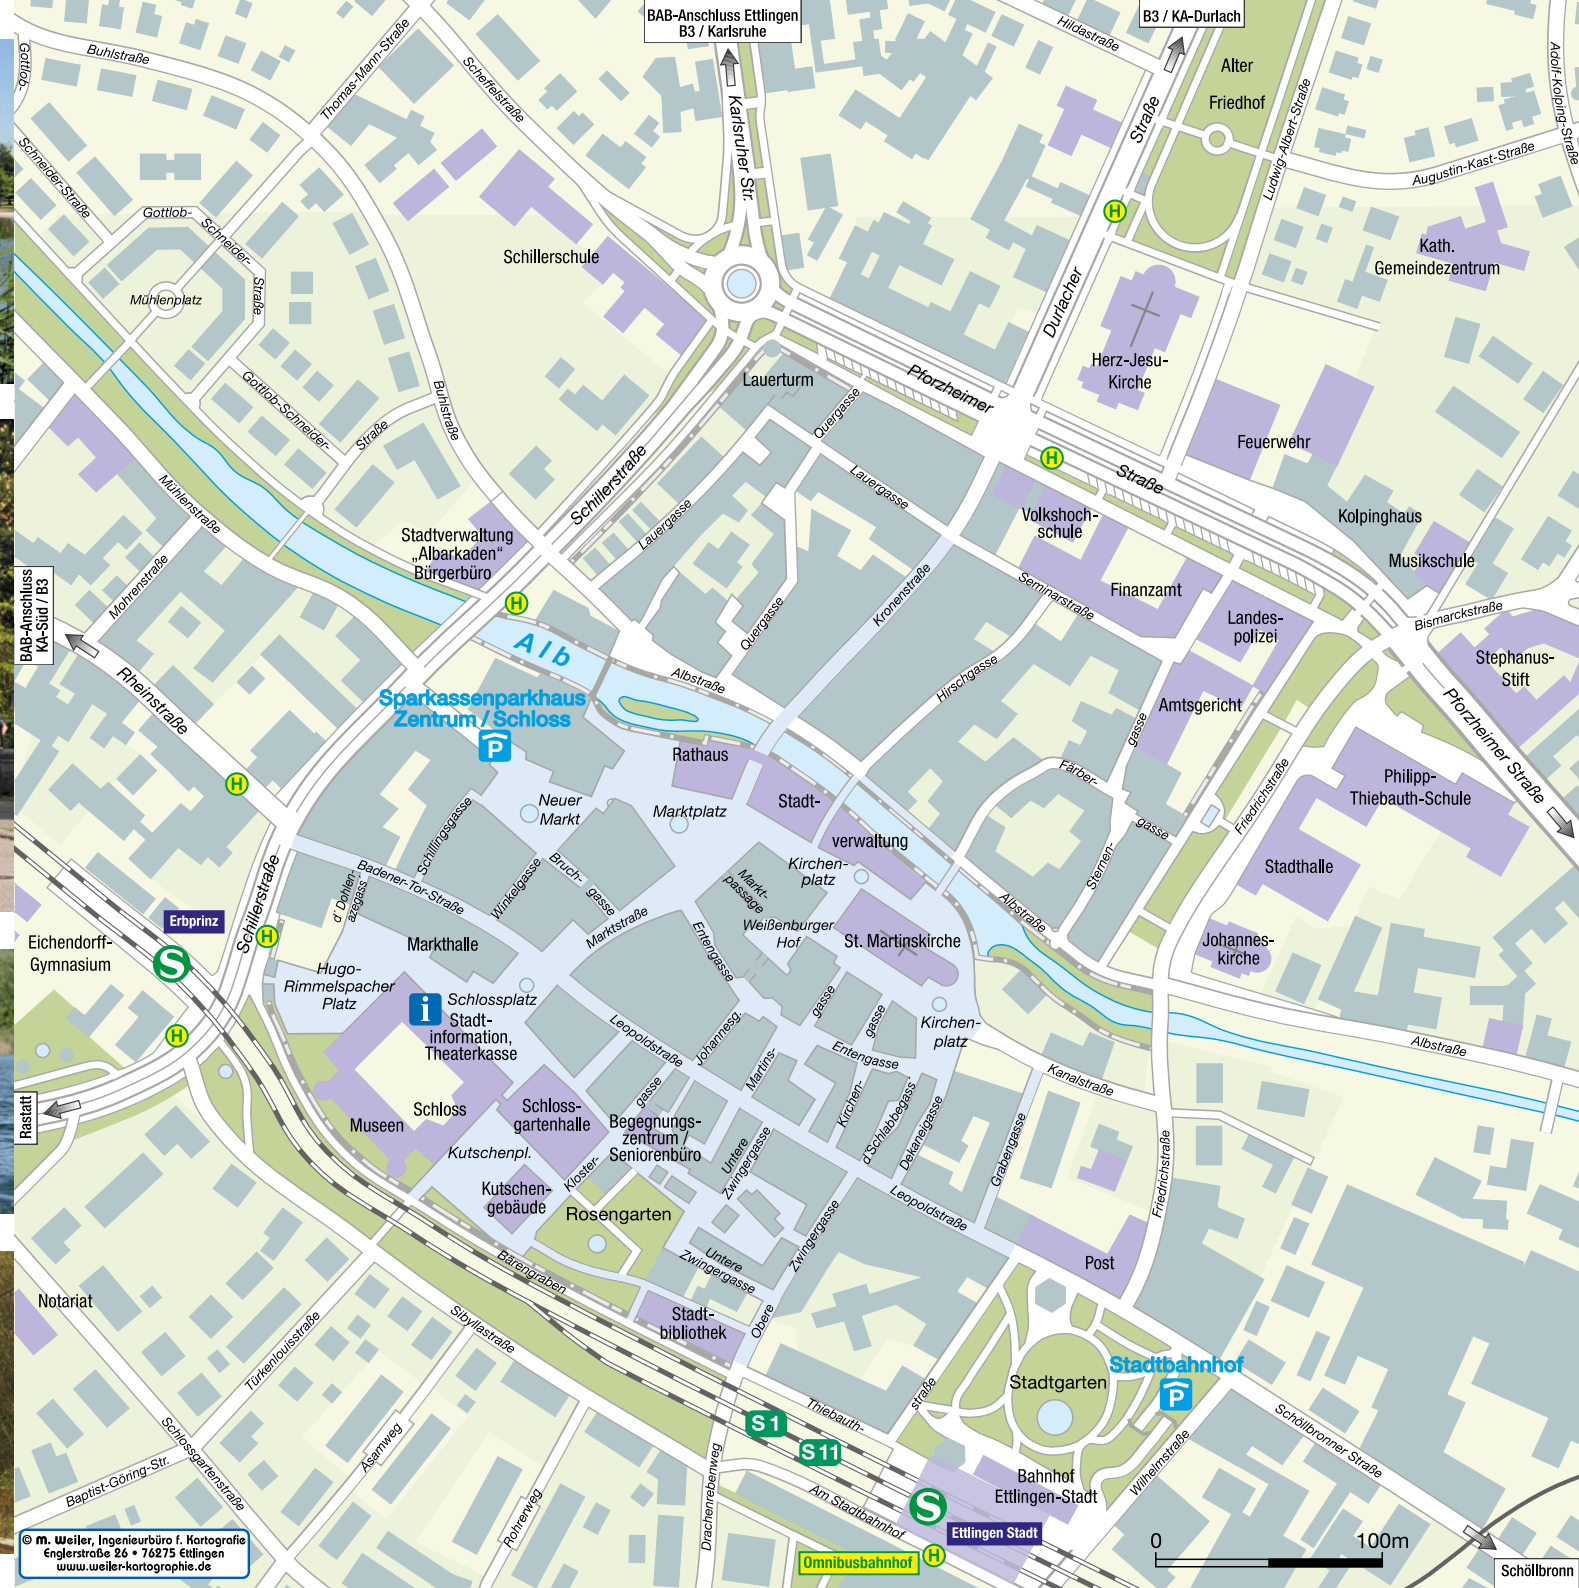 BAB-Anschluss Ettlingen
B3 / Karlsruhe
B3 / KA-Durlach
Hildastraße
Alter
Friedhof
Adolf-Kolping-Straße
Gottlob-
Buhlstraße
Thomas-Mann-Straße
Scheffelstraße
Karlsruher Str.
Straße
Ludwig-Albert-Straße
Augustin-Kast-Straße
Schneider-Straße
Gottlob-
Schneider-
Straße
Mühlenplatz
Schillerschule
Kath.
Gemeindezentrum
Durlacher
Herz-Jesu-
Kirche
Lauerturm
Pforzheimer
Straße
Quergasse
Gottlob-Schneider-
Straße
Buhlstraße
Feuerwehr
Schillerstraße
Lauergasse
Lauergasse
Mühlenstraße
H
H
Volkshoch-
schule
Kolpinghaus
Musikschule
Stadtverwaltung
„Albarkaden“
Bürgerbüro
Mohrenstraße
BAB-Anschluss
KA-Süd / B3
H
Kronenstraße
Seminarstraße
Finanzamt
Landes-
polizei
Bismarckstraße
Stephanus-
Stift
Quergasse
Alb
Albstraße
Hirschgasse
Amtsgericht
Rheinstraße
Sparkassenparkhaus
Zentrum / Schloss
P
Rathaus
Färber-
gasse
gasse
Sternen-
Friedrichstraße
Pforzheimer Straße
Philipp-
Thiebauth-Schule
H
Neuer
Markt
Marktplatz
Stadt-
verwaltung
Stadthalle
Schillingsgasse
Winkelgasse
Bruch-
gasse
Kirchen-
platz
Badener-Tor-Straße
d' Dohlen-
azegass
Schillerstraße
Markt-
passage
Marktstraße
Weißenburger
Hof
Entengasse
St. Martinskirche
Albstraße
Johannes-
kirche
Erbprinz
S
H
Eichendorff-
Gymnasium
Markthalle
Hugo-
Rimmelspacher
Platz
i
Schlossplatz
Stadt-
information,
Theaterkasse
H
Leopoldstraße
Johannesg.
gasse
gasse
Entengasse
Kirchen-
platz
Albstraße
Kanalstraße
Rastatt
Museen
Schloss
Schloss-
gartenhalle
gasse
Martins-
Kirchen-
d'Schlabbegass
Dekaneigasse
Grabengasse
Begegnungs-
zentrum /
Seniorenbüro
Kutschenpl.
Kloster-
Kutschen-
gebäude
Rosengarten
Untere
Zwingergasse
Untere
Zwingergasse
Zwingergasse
Obere
Leopoldstraße
Friedrichstraße
Post
Bärengraben
Notariat
Türkenlouisstraße
Sibyllastraße
Stadt-
bibliothek
Stadtgarten
Stadtbahnhof
P
Thiebauth-
straße
S 1
S 11
Schlossgartenstraße
Asamweg
Baptist-Göring-Str.
Rohrerweg
Drachenrebenweg
Am Stadtbahnhof
S
Ettlingen Stadt
Bahnhof
Ettlingen-Stadt
Wilhelmstraße
Schöllbronner Straße
Omnibusbahnhof
H
0
100m
Schöllbronn
© M. Weiler, Ingenieurbüro f. Kartografie
Englerstraße 26 • 76275 Ettlingen
www.weiler-kartographie.de